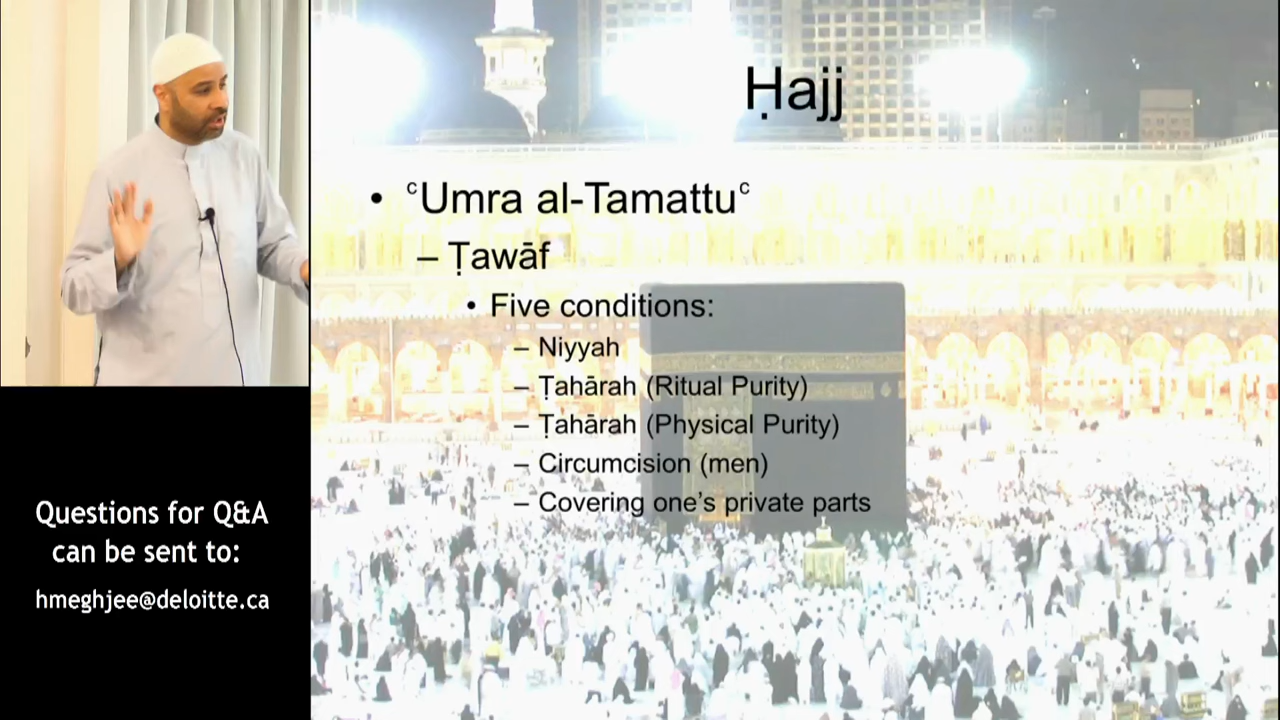 Ḥajj
• ᶜUmra al-Tamattuᶜ
– Ṭawāf
• Five conditions:
– Niyyah
– Ṭahārah (Ritual Purity)
– Ṭahārah (Physical Purity)
– Circumcision (men)
– Covering one's private parts
Questions for Q&A
can be sent to:
hmeghjee@deloitte.ca